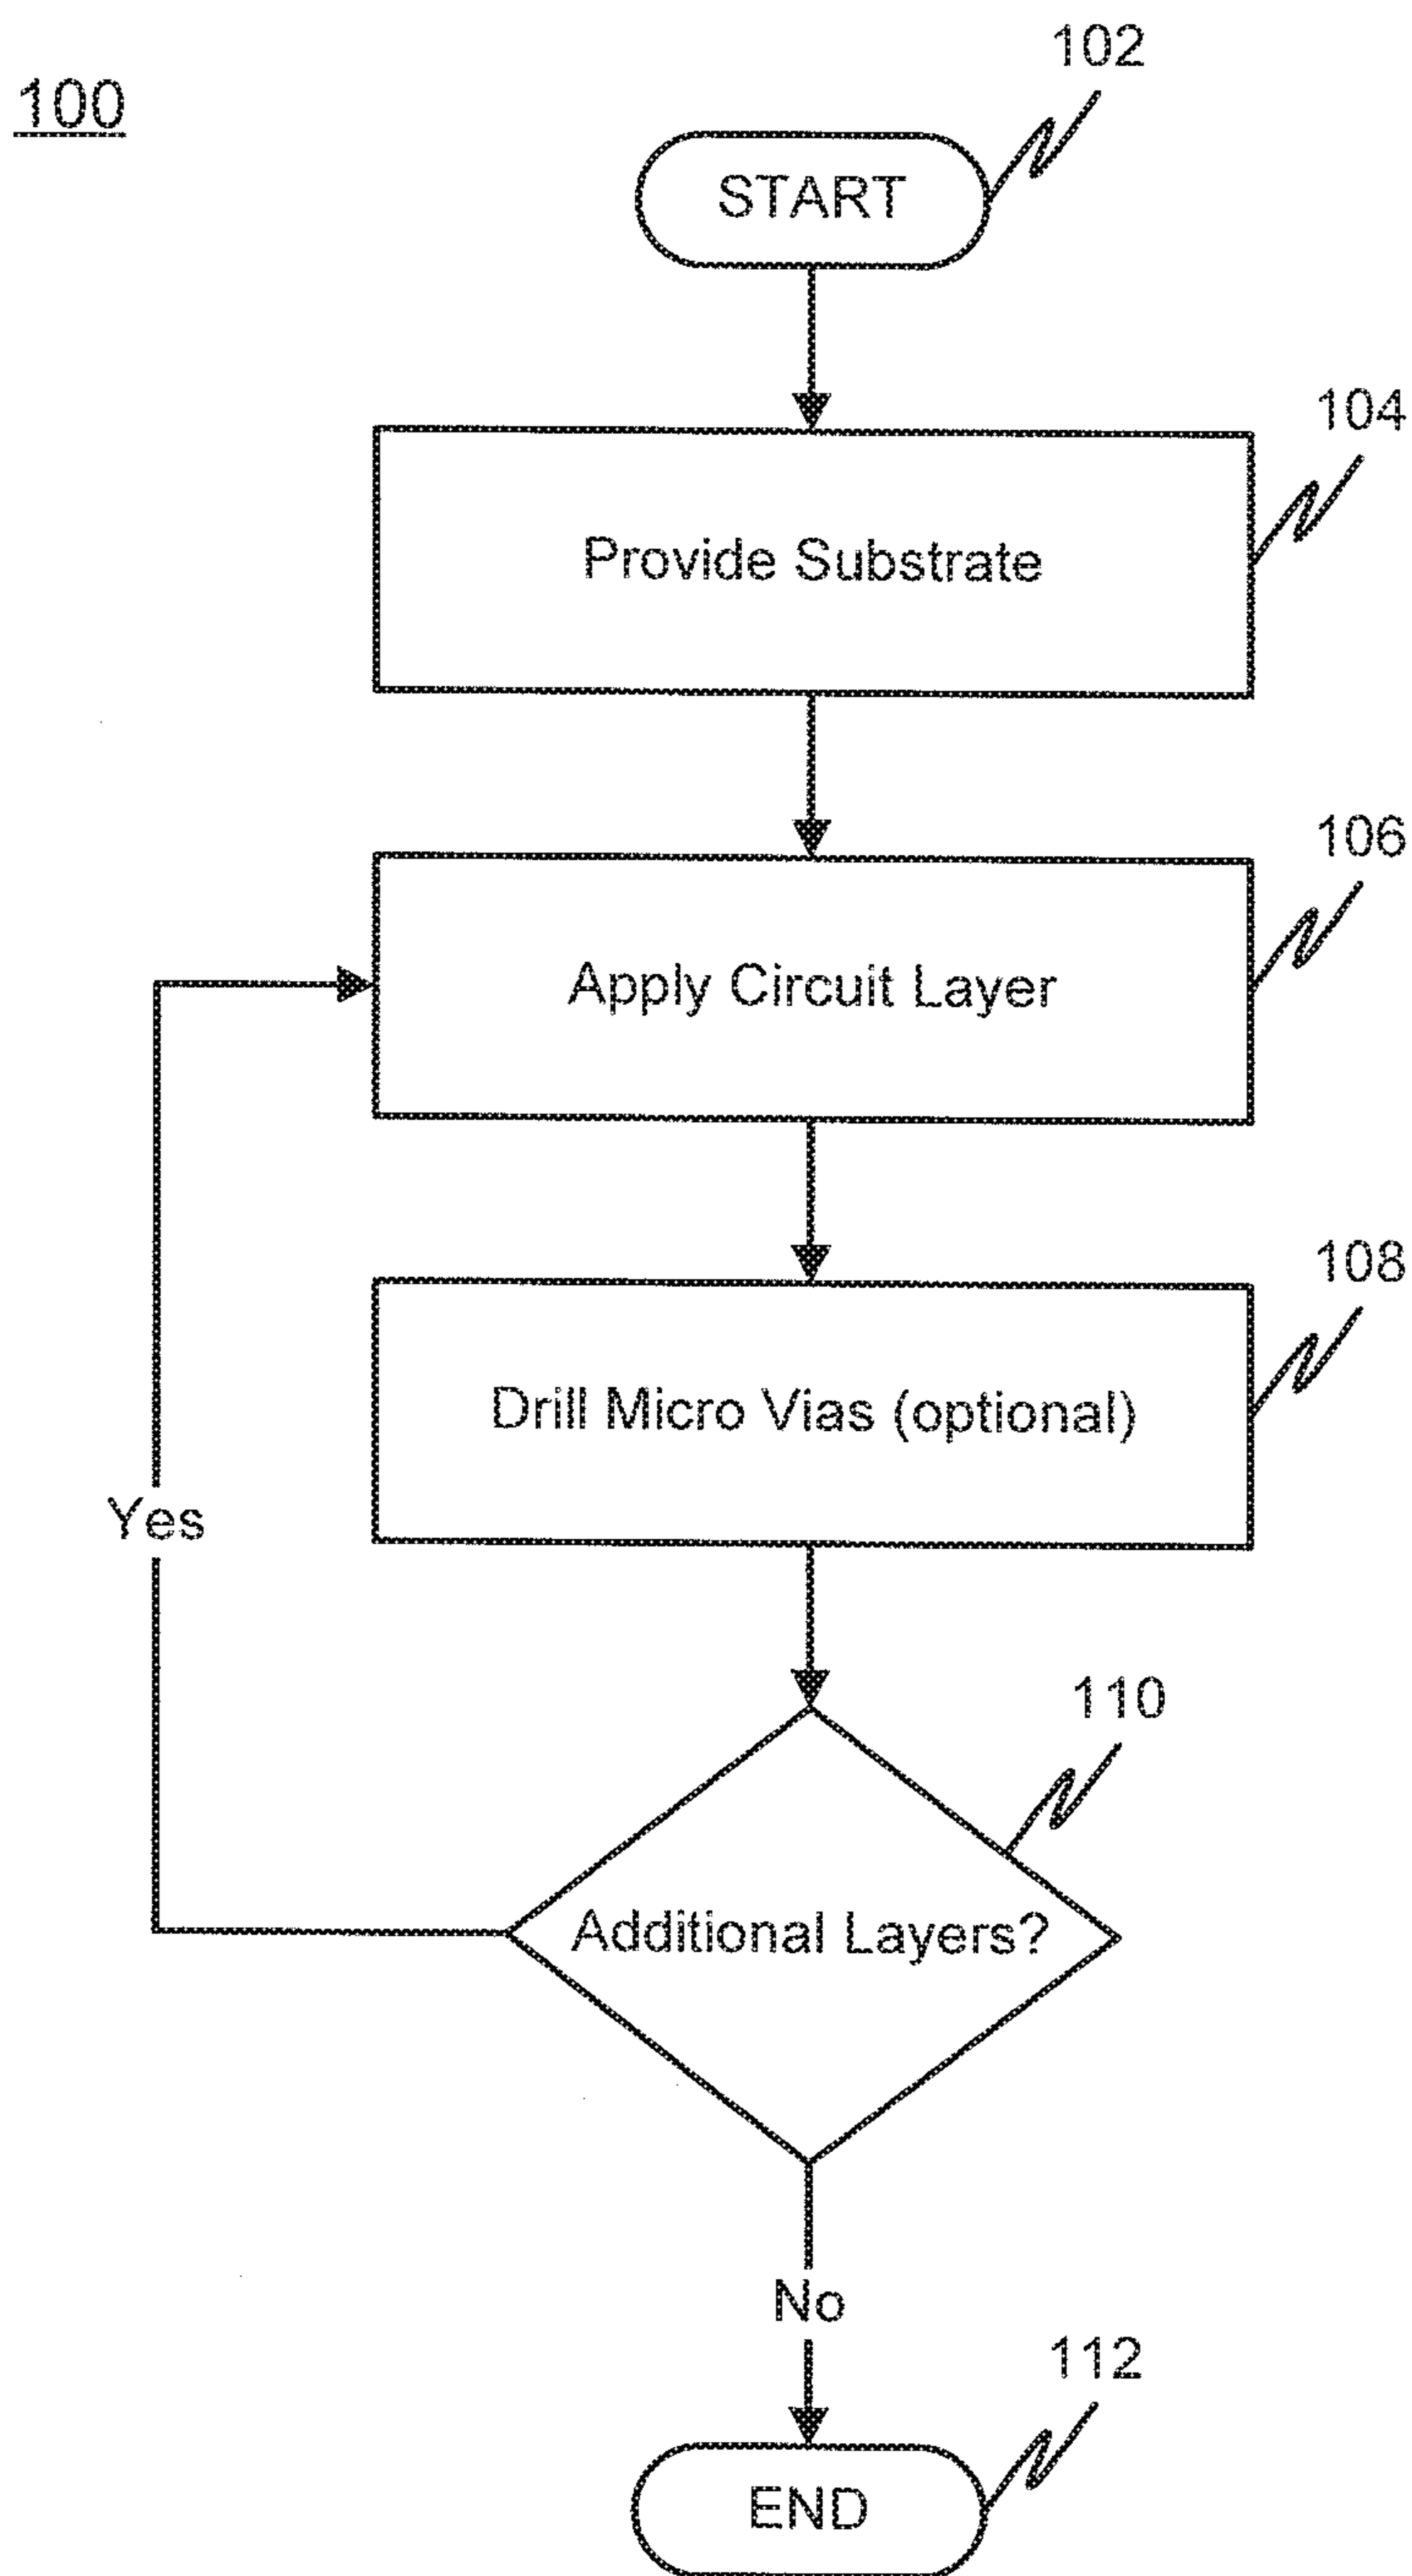 100
102
START
104
Provide Substrate
106
Apply Circuit Layer
108
Drill Micro Vias (optional)
Yes
110
Additional Layers?
No
112
END